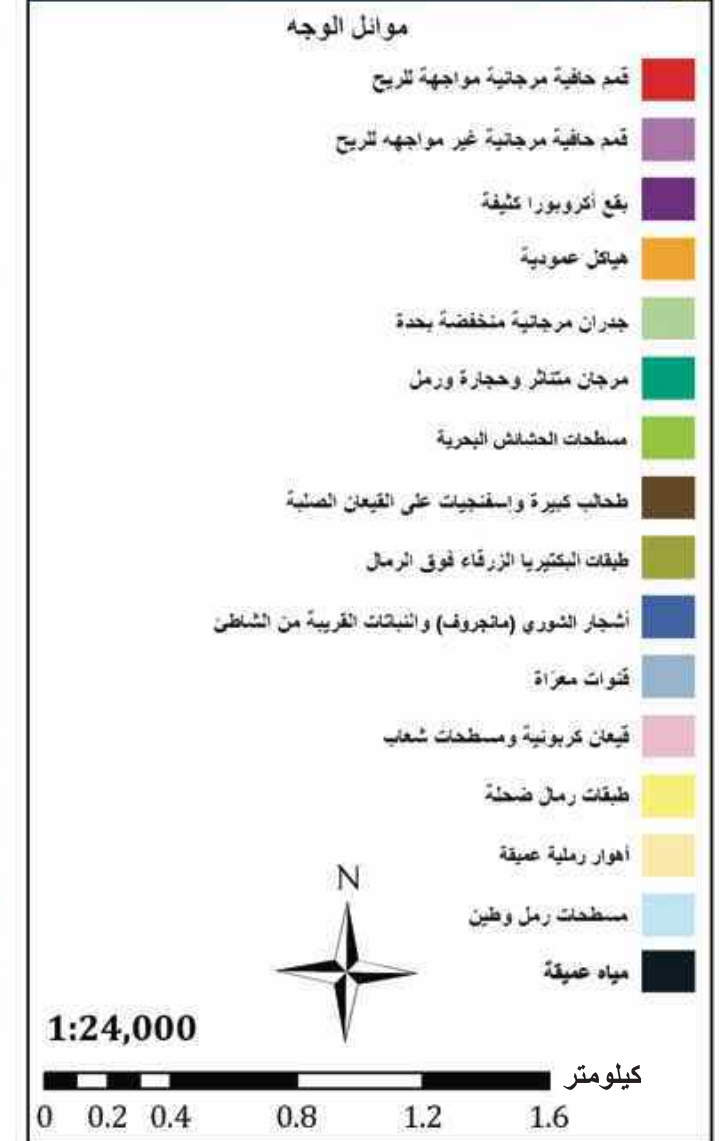 موائل الوجه
قمم حافية مرجانية مواجهة للريح
قمم حافية مرجانية غير مواجهه للريح
بقع أكروبورا كثيفة
هياكل عمودية
جدران مرجانية منخفضة بحدة
مرجان متناثر وحجارة ورمل
مسطحات الحشائش البحرية
طحالب كبيرة وإسفنجيات على القيعان الصلبة
طبقات البكتيريا الزرقاء فوق الرمال
أشجار الشوري (مانجروف) والنباتات القريبة من الشاطئ
قنوات معرّاة
قيعان كربونية ومسطحات شعاب
طبقات رمال ضحلة
أهوار رملية عميقة
مسطحات رمل وطين
مياه عميقة
N
1:24,000
كيلومتر
0 0.2 0.4 0.8 1.2 1.6